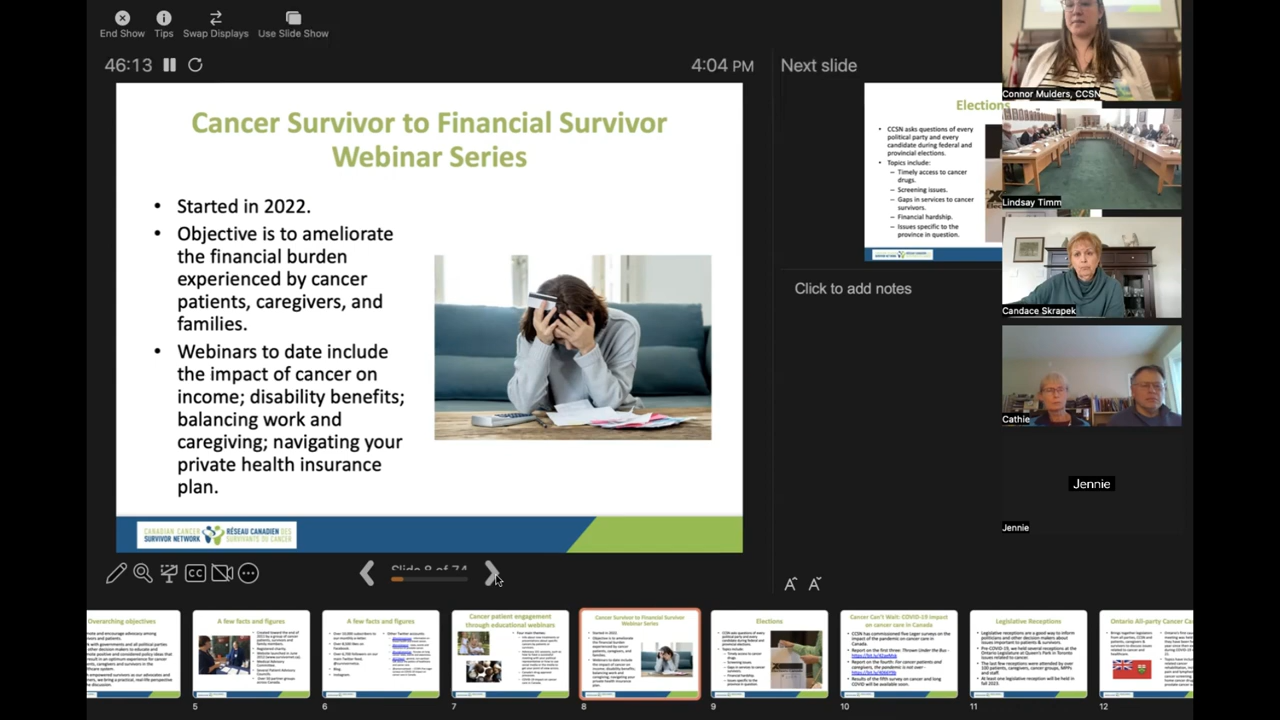 End Show
Tips
Swap Displays
Use Slide Show
46:13
4:04 PM
Next slide
Cancer Survivor to Financial Survivor
Webinar Series
• Started in 2022.
• Objective is to ameliorate
the financial burden
experienced by cancer
patients, caregivers, and
families.
• Webinars to date include
the impact of cancer on
income; disability benefits;
balancing work and
caregiving; navigating your
private health insurance
plan.
CANADIAN CANCER
SURVIVOR NETWORK
RÉSEAU CANADIEN DES
SURVIVANTS DU CANCER
Slide 8 of 74
CC
Elections
• CCSN asks questions of every
political party and every
candidate during federal and
provincial elections.
• Topics include:
– Timely access to cancer
drugs.
– Screening issues.
– Gaps in services to cancer
survivors.
– Financial hardship.
– Issues specific to the
province in question.
Click to add notes
Connor Mulders, CCSN
Lindsay Timm
Candace Skrapek
Cathie
Jennie
Jennie
Overarching objectives
A few facts and figures
A few facts and figures
Cancer patient engagement
through educational webinars
Cancer Survivor to Financial Survivor
Webinar Series
Elections
Cancer Can't Wait: COVID-19 impact
on cancer care in Canada
Legislative Receptions
Ontario All-party Cancer Ca
5
6
7
8
9
10
11
12